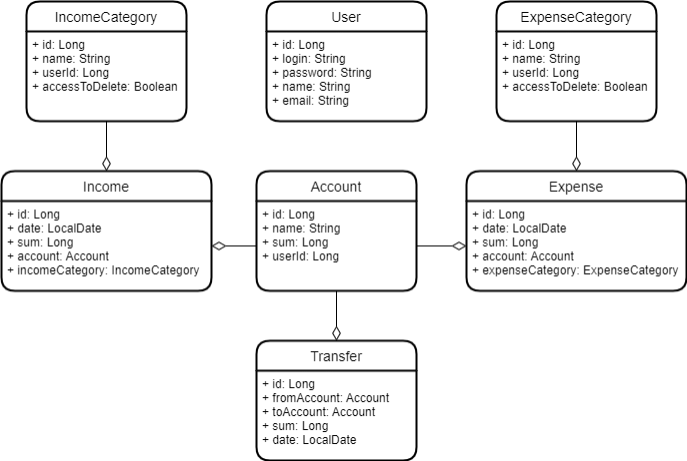 IncomeCategory
+ id: Long
+ name: String
+ userId: Long
+ accessToDelete: Boolean
User
+ id: Long
+ login: String
+ password: String
+ name: String
+ email: String
ExpenseCategory
+ id: Long
+ name: String
+ userId: Long
+ accessToDelete: Boolean
Income
+ id: Long
+ date: LocalDate
+ sum: Long
+ account: Account
+ incomeCategory: IncomeCategory
Account
+ id: Long
+ name: String
+ sum: Long
+ userId: Long
Expense
+ id: Long
+ date: LocalDate
+ sum: Long
+ account: Account
+ expenseCategory: ExpenseCategory
Transfer
+ id: Long
+ fromAccount: Account
+ toAccount: Account
+ sum: Long
+ date: LocalDate